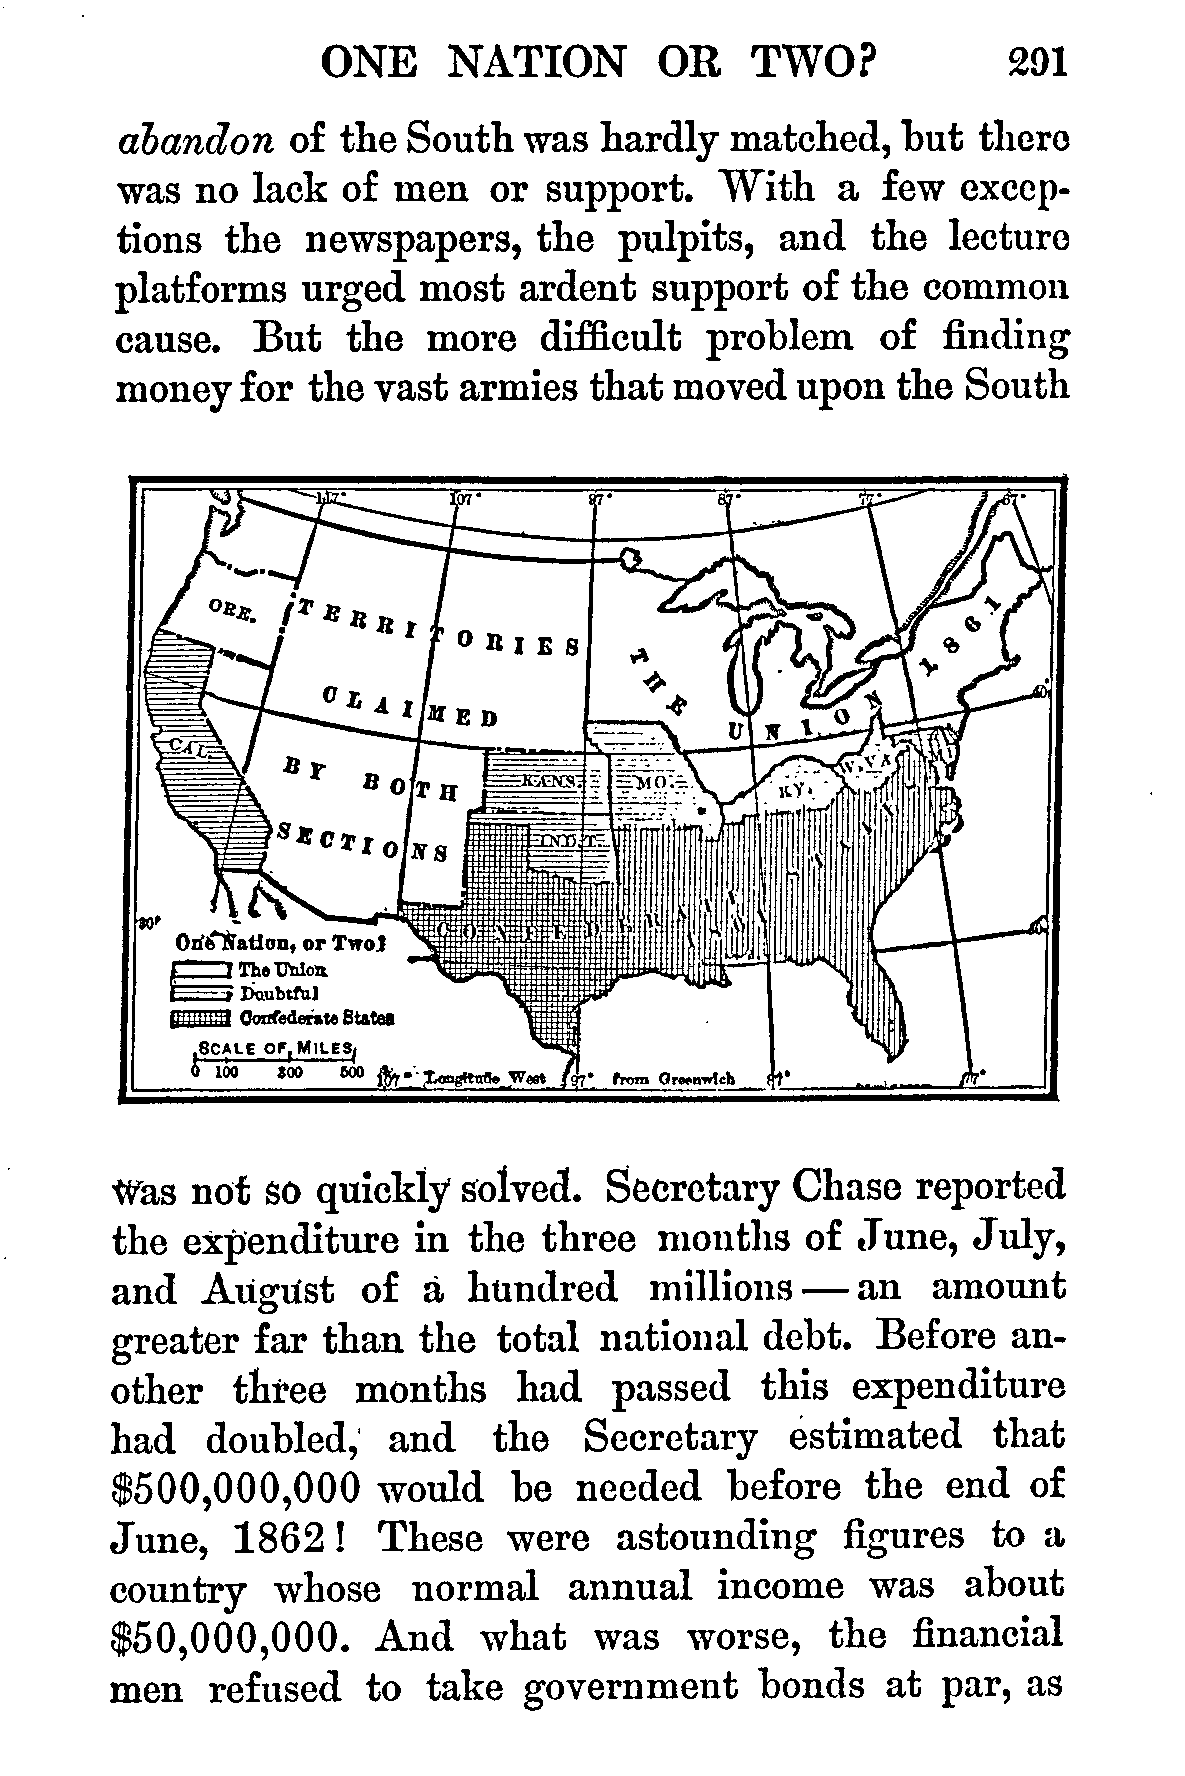 ONE NATION OR TWO? 291
abandon of the South was hardly matched, but there
was no lack of men or support. With a few excep-
tions the newspapers, the pulpits, and the lecture
platforms urged most ardent support of the common
cause. But the more difficult problem of finding
money for the vast armies that moved upon the South
117° 107° 97° 87° 77° 67°
ORE. TERRITORIES
CLAIMED
BY BOTH
SECTIONS
THE UNION 1861
40°
CAL. KANS. MO. KY. W. VA.
IND. T.
CONFEDERATE
30°
One Nation, or Two?
The Union
Doubtful
Confederate States
SCALE OF MILES
0 100 300 500
107° Longitude West 97° from Greenwich 87° 77°
was not so quickly solved. Secretary Chase reported
the expenditure in the three months of June, July,
and August of a hundred millions — an amount
greater far than the total national debt. Before an-
other three months had passed this expenditure
had doubled, and the Secretary estimated that
$500,000,000 would be needed before the end of
June, 1862! These were astounding figures to a
country whose normal annual income was about
$50,000,000. And what was worse, the financial
men refused to take government bonds at par, as